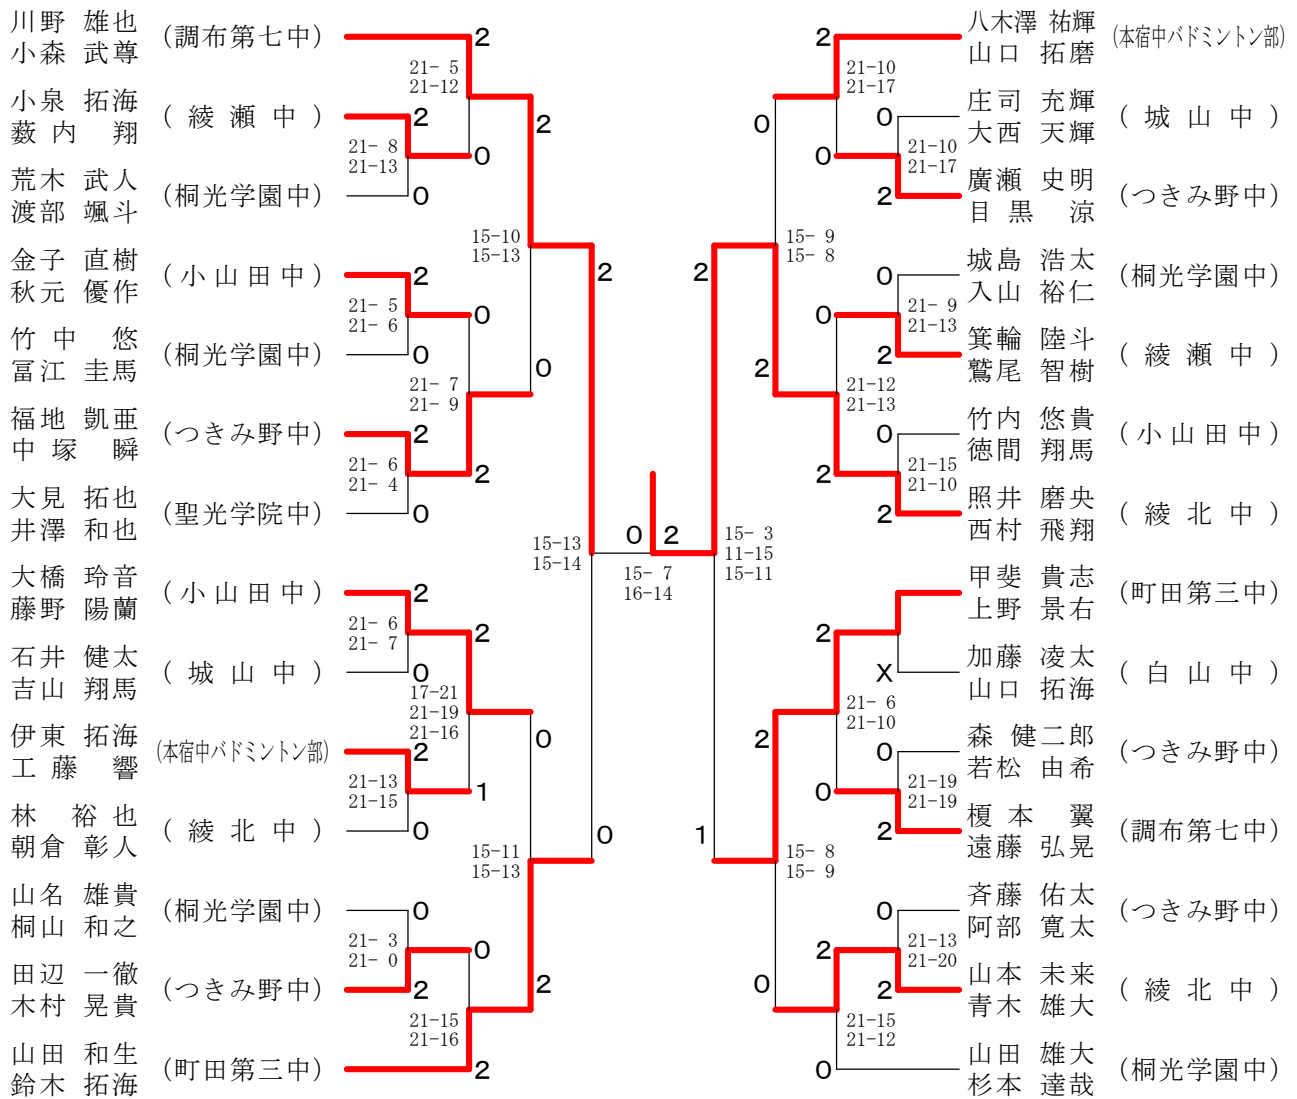 川野 雄也
小森 武尊
(調布第七中)
2
21- 5
21-12
小泉 拓海
薮内 翔
(綾瀬中)
2
21- 8
21-13
0
荒木 武人
渡部 颯斗
(桐光学園中)
0
2
15-10
15-13
金子 直樹
秋元 優作
(小山田中)
2
21- 5
21- 6
0
竹中 悠
冨江 圭馬
(桐光学園中)
0
21- 7
21- 9
0
福地 凱亜
中塚 瞬
(つきみ野中)
2
21- 6
21- 4
2
大見 拓也
井澤 和也
(聖光学院中)
0
2
15-13
15-14
大橋 玲音
藤野 陽蘭
(小山田中)
2
21- 6
21- 7
2
石井 健太
吉山 翔馬
(城山中)
0
17-21
21-19
21-16
0
伊東 拓海
工藤 響
(本宿中バドミントン部)
2
21-13
21-15
1
林 裕也
朝倉 彰人
(綾北中)
0
15-11
15-13
0
山名 雄貴
桐山 和之
(桐光学園中)
0
21- 3
21- 0
0
田辺 一徹
木村 晃貴
(つきみ野中)
2
2
21-15
21-16
山田 和生
鈴木 拓海
(町田第三中)
2
0 2
15- 7
16-14
八木澤 祐輝
山口 拓磨
(本宿中バドミントン部)
2
21-10
21-17
庄司 充輝
大西 天輝
(城山中)
0
0
21-10
21-17
0
廣瀬 史明
目黒 涼
(つきみ野中)
2
15- 9
15- 8
2
城島 浩太
入山 裕仁
(桐光学園中)
0
21- 9
21-13
0
箕輪 陸斗
鷲尾 智樹
(綾瀬中)
2
2
21-12
21-13
竹内 悠貴
徳間 翔馬
(小山田中)
0
21-15
21-10
2
照井 磨央
西村 飛翔
(綾北中)
2
15- 3
11-15
15-11
甲斐 貴志
上野 景右
(町田第三中)
2
加藤 凌太
山口 拓海
(白山中)
X
21- 6
21-10
2
森 健二郎
若松 由希
(つきみ野中)
0
21-19
21-19
0
榎本 翼
遠藤 弘晃
(調布第七中)
2
1
15- 8
15- 9
斉藤 佑太
阿部 寛太
(つきみ野中)
0
21-13
21-20
2
山本 未来
青木 雄大
(綾北中)
2
0
21-15
21-12
山田 雄大
杉本 達哉
(桐光学園中)
0